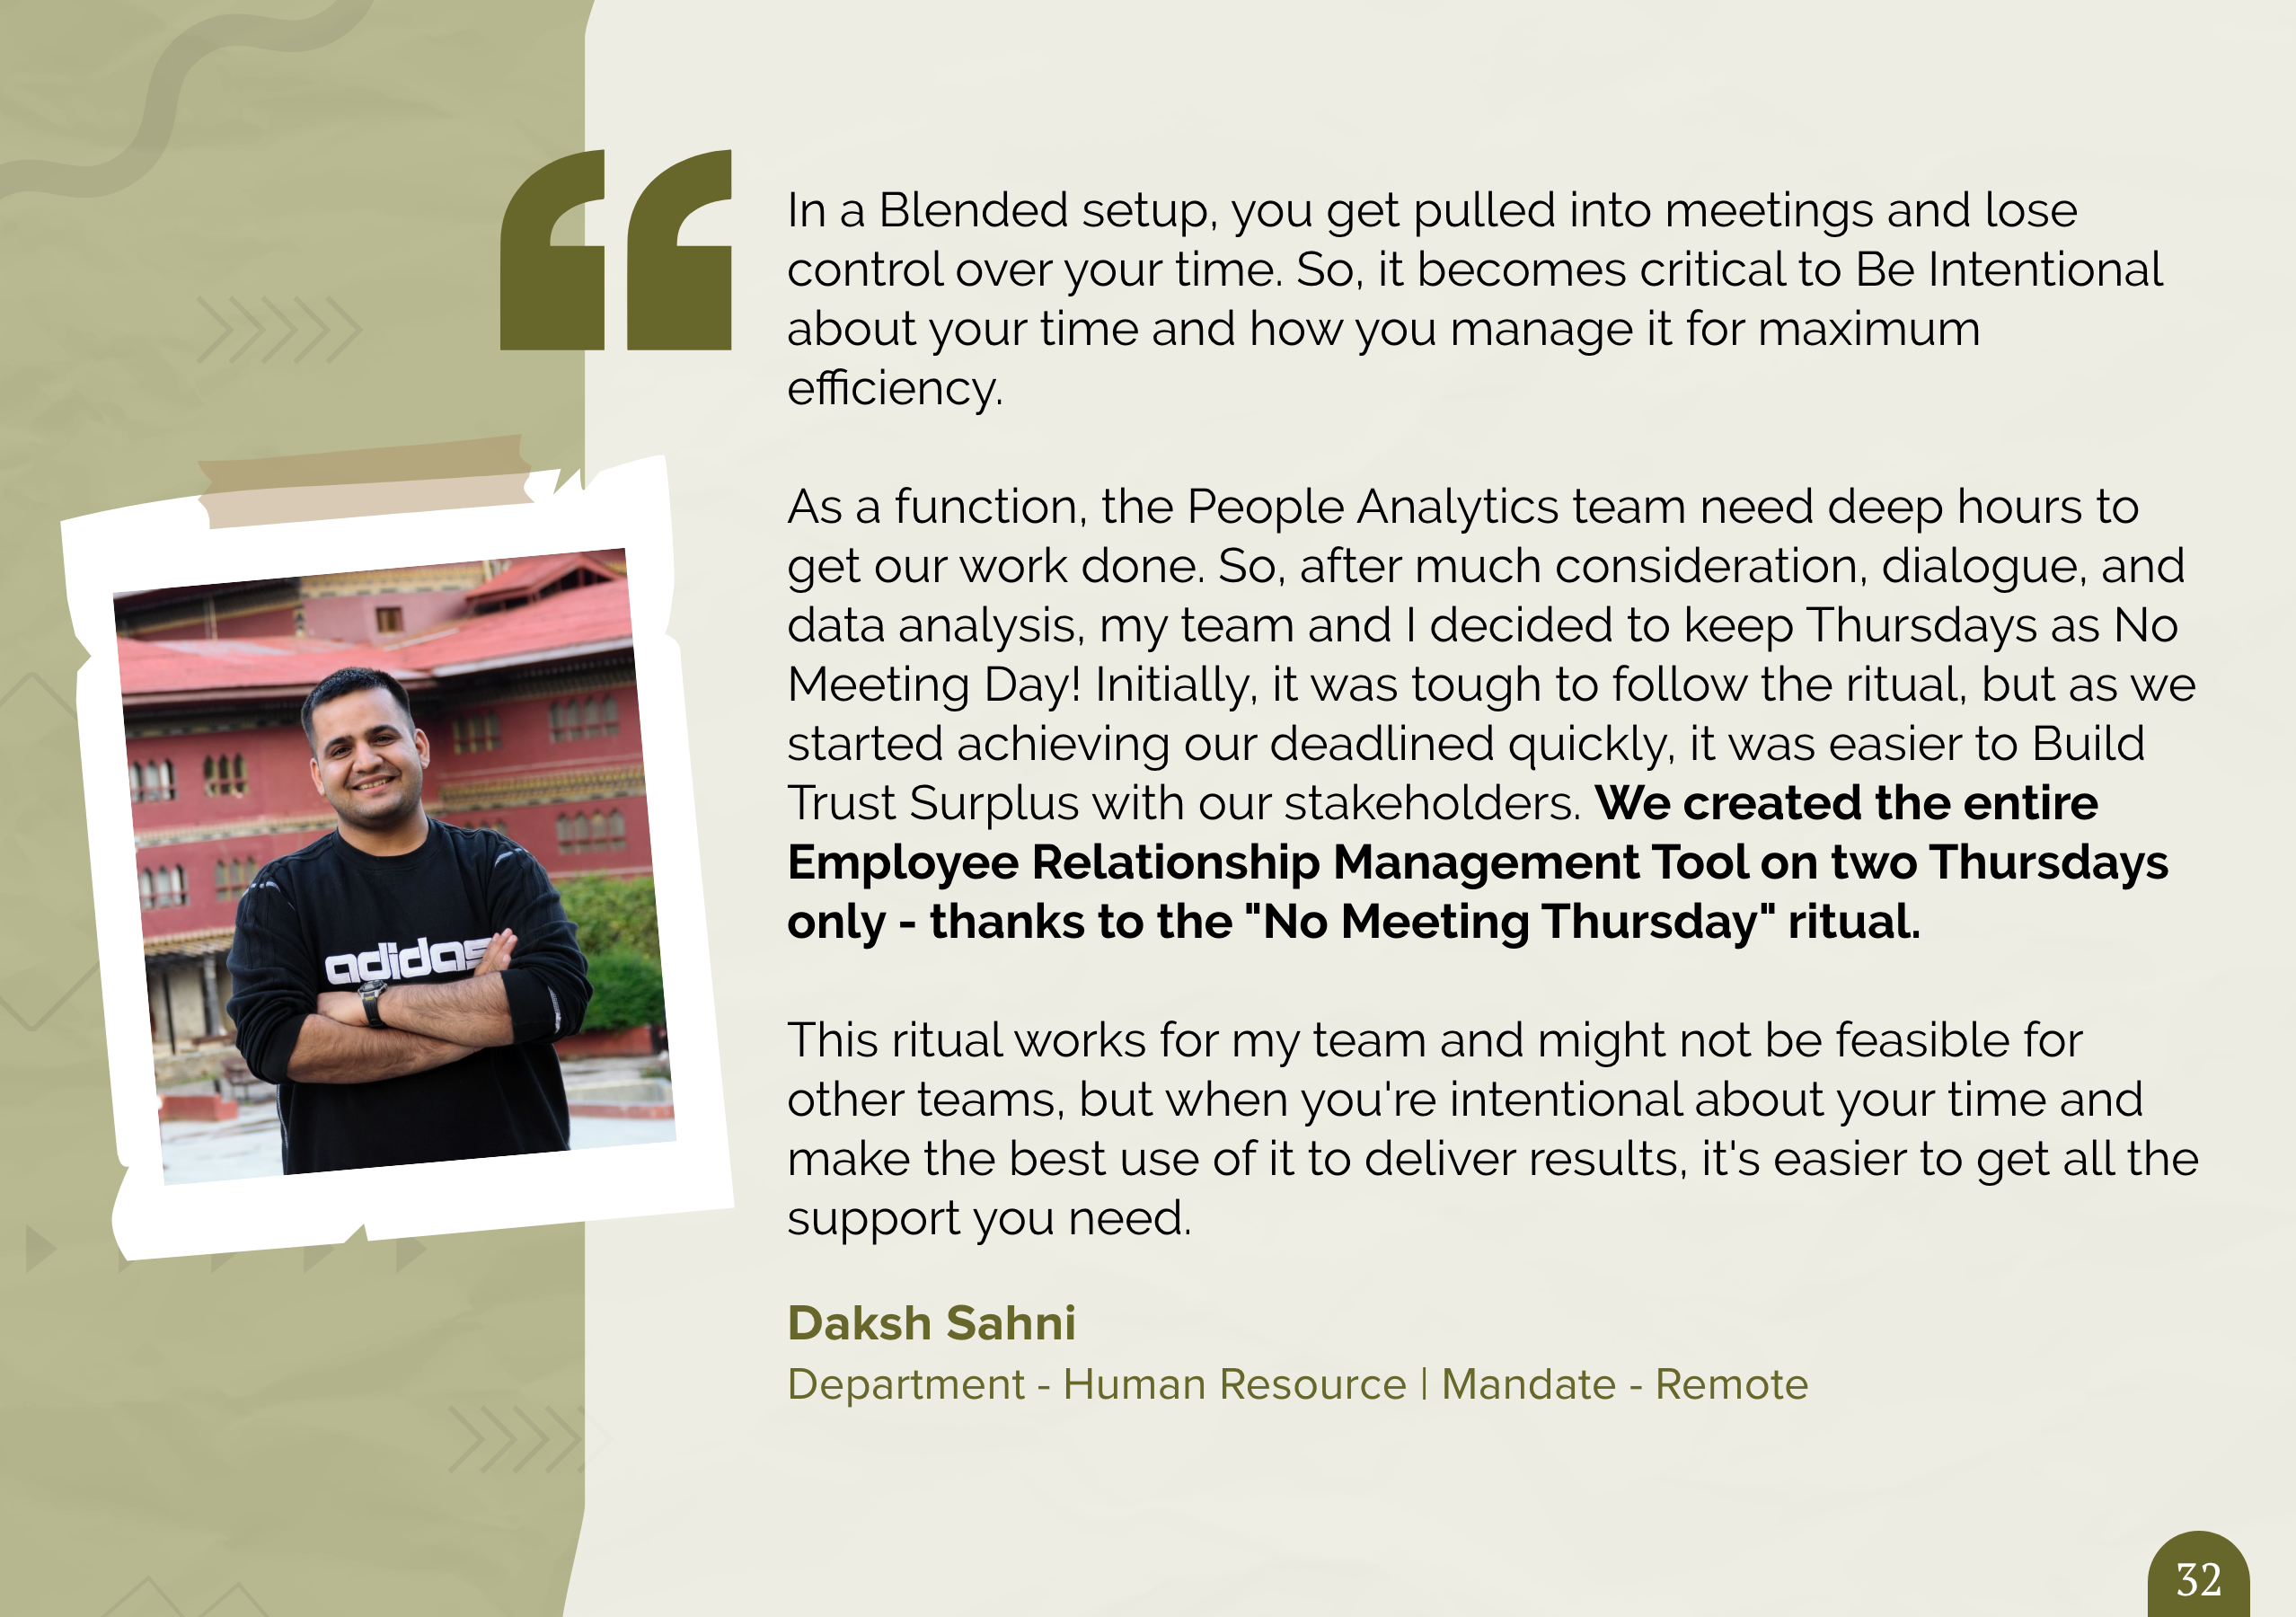 In a Blended setup, you get pulled into meetings and lose
control over your time. So, it becomes critical to Be Intentional
about your time and how you manage it for maximum
efficiency.
As a function, the People Analytics team need deep hours to
get our work done. So, after much consideration, dialogue, and
data analysis, my team and I decided to keep Thursdays as No
Meeting Day! Initially, it was tough to follow the ritual, but as we
started achieving our deadlined quickly, it was easier to Build
Trust Surplus with our stakeholders. We created the entire
Employee Relationship Management Tool on two Thursdays
only - thanks to the "No Meeting Thursday" ritual.
This ritual works for my team and might not be feasible for
other teams, but when you're intentional about your time and
make the best use of it to deliver results, it's easier to get all the
support you need.
Daksh Sahni
Department - Human Resource | Mandate - Remote
adidas
32